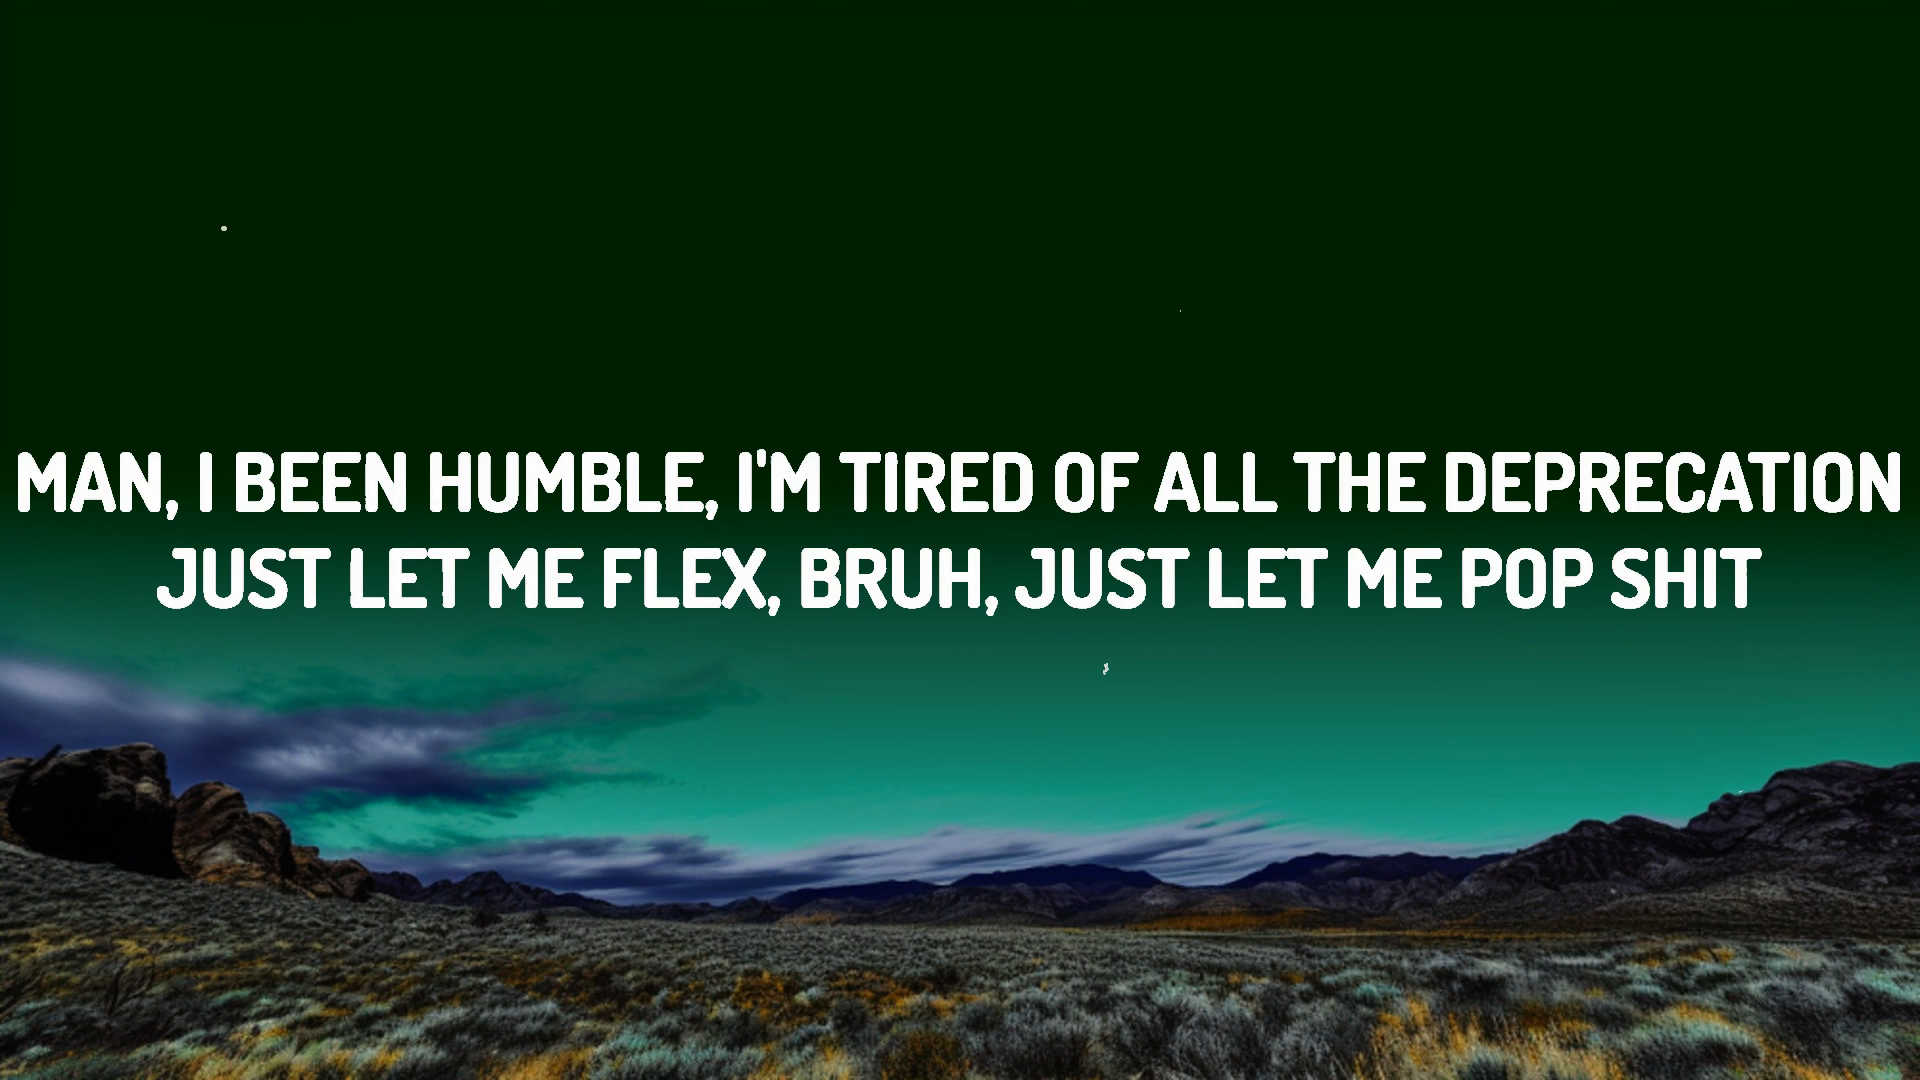 MAN, I BEEN HUMBLE, I'M TIRED OF ALL THE DEPRECATION
JUST LET ME FLEX, BRUH, JUST LET ME POP SHIT